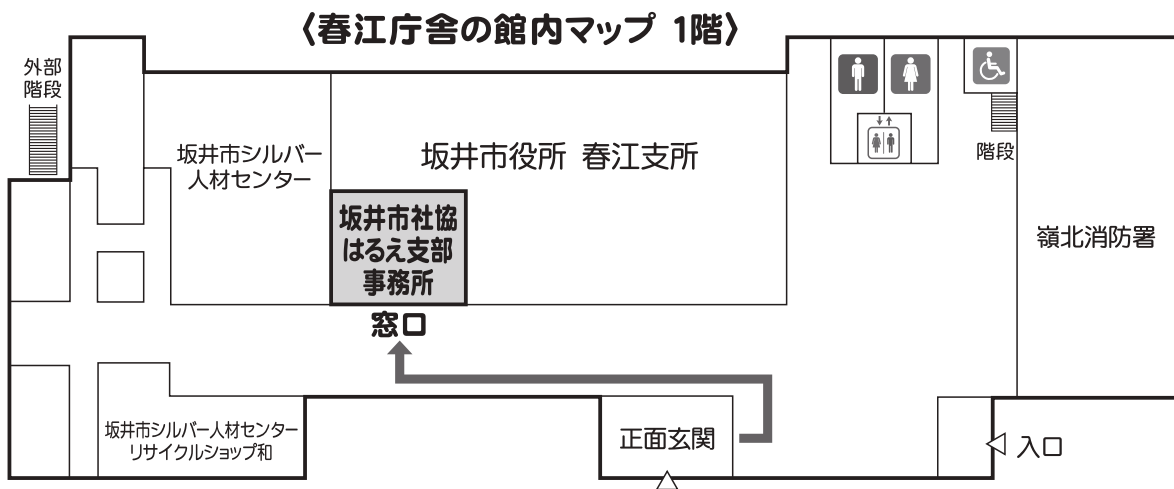 〈春江庁舎の館内マップ 1階〉
外部
階段
坂井市シルバー
人材センター
坂井市役所 春江支所
坂井市社協
はるえ支部
事務所
窓口
階段
嶺北消防署
坂井市シルバー人材センター
リサイクルショップ和
正面玄関
入口